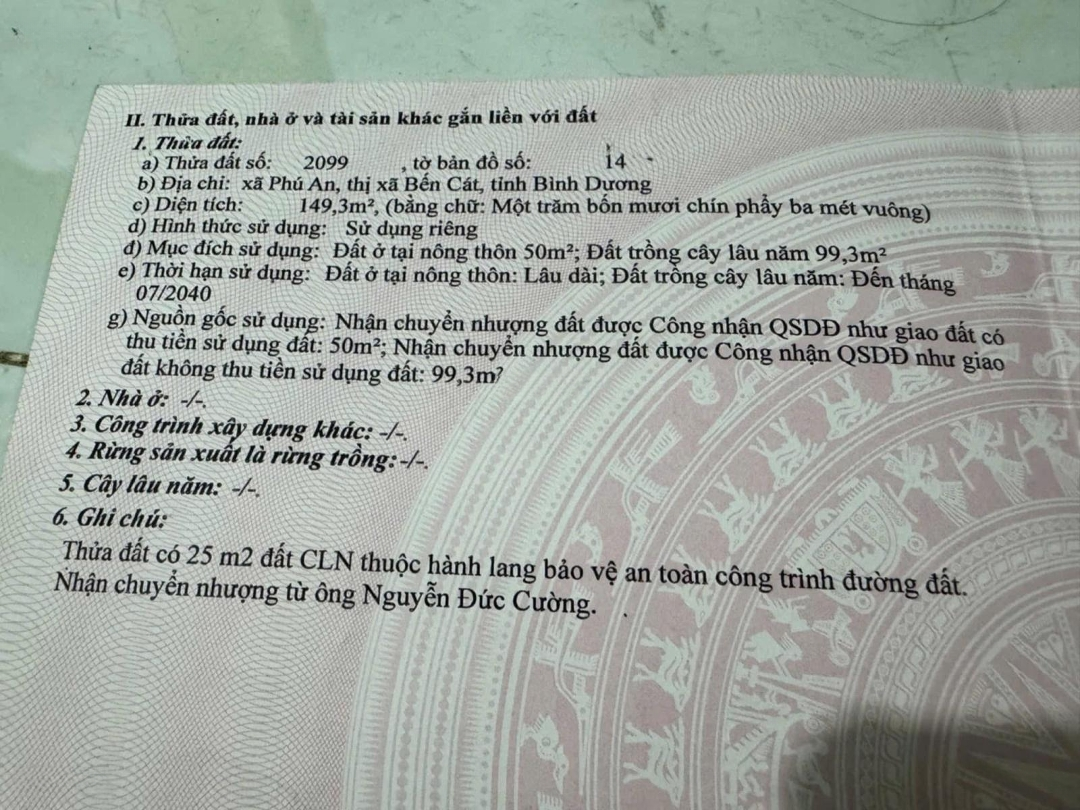 II. Thửa đất, nhà ở và tài sản khác gắn liền với đất
1. Thửa đất:
a) Thửa đất số: 2099 , tờ bản đồ số: 14
b) Địa chỉ: xã Phú An, thị xã Bến Cát, tỉnh Bình Dương
c) Diện tích: 149,3m², (bằng chữ: Một trăm bốn mươi chín phẩy ba mét vuông)
d) Hình thức sử dụng: Sử dụng riêng
đ) Mục đích sử dụng: Đất ở tại nông thôn 50m²; Đất trồng cây lâu năm 99,3m²
e) Thời hạn sử dụng: Đất ở tại nông thôn: Lâu dài; Đất trồng cây lâu năm: Đến tháng
07/2040
g) Nguồn gốc sử dụng: Nhận chuyển nhượng đất được Công nhận QSDĐ như giao đất có
thu tiền sử dụng đất: 50m²; Nhận chuyển nhượng đất được Công nhận QSDĐ như giao
đất không thu tiền sử dụng đất: 99,3m²
2. Nhà ở: -/-.
3. Công trình xây dựng khác: -/-.
4. Rừng sản xuất là rừng trồng: -/-.
5. Cây lâu năm: -/-.
6. Ghi chú:
Thửa đất có 25 m2 đất CLN thuộc hành lang bảo vệ an toàn công trình đường đất.
Nhận chuyển nhượng từ ông Nguyễn Đức Cường.